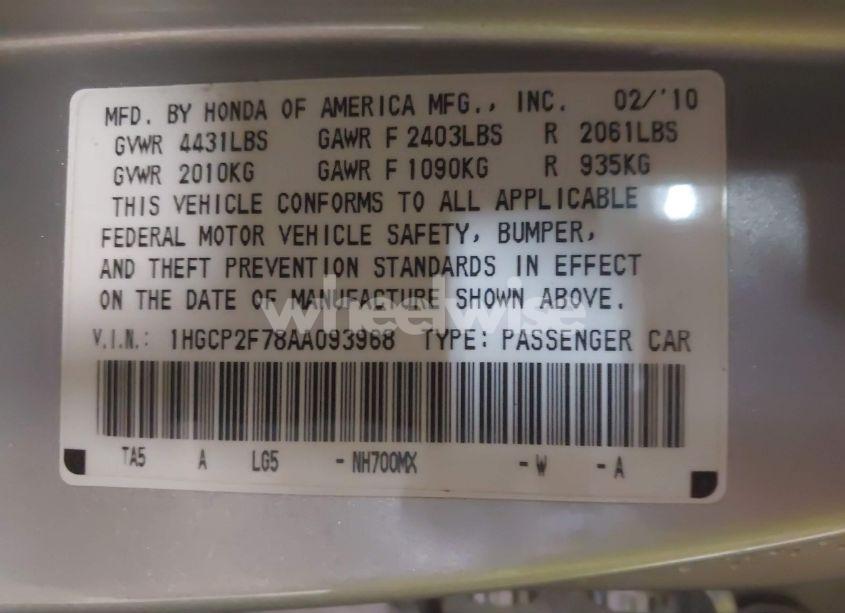 MFD. BY HONDA OF AMERICA MFG., INC. 02/'10
GVWR 4431LBS GAWR F 2403LBS R 2061LBS
GVWR 2010KG GAWR F 1090KG R 935KG
THIS VEHICLE CONFORMS TO ALL APPLICABLE
FEDERAL MOTOR VEHICLE SAFETY, BUMPER,
AND THEFT PREVENTION STANDARDS IN EFFECT
ON THE DATE OF MANUFACTURE SHOWN ABOVE.
wheelwise
V.I.N.: 1HGCP2F78AA093968 TYPE: PASSENGER CAR
TA5 A LG5 - NH700MX - W - A